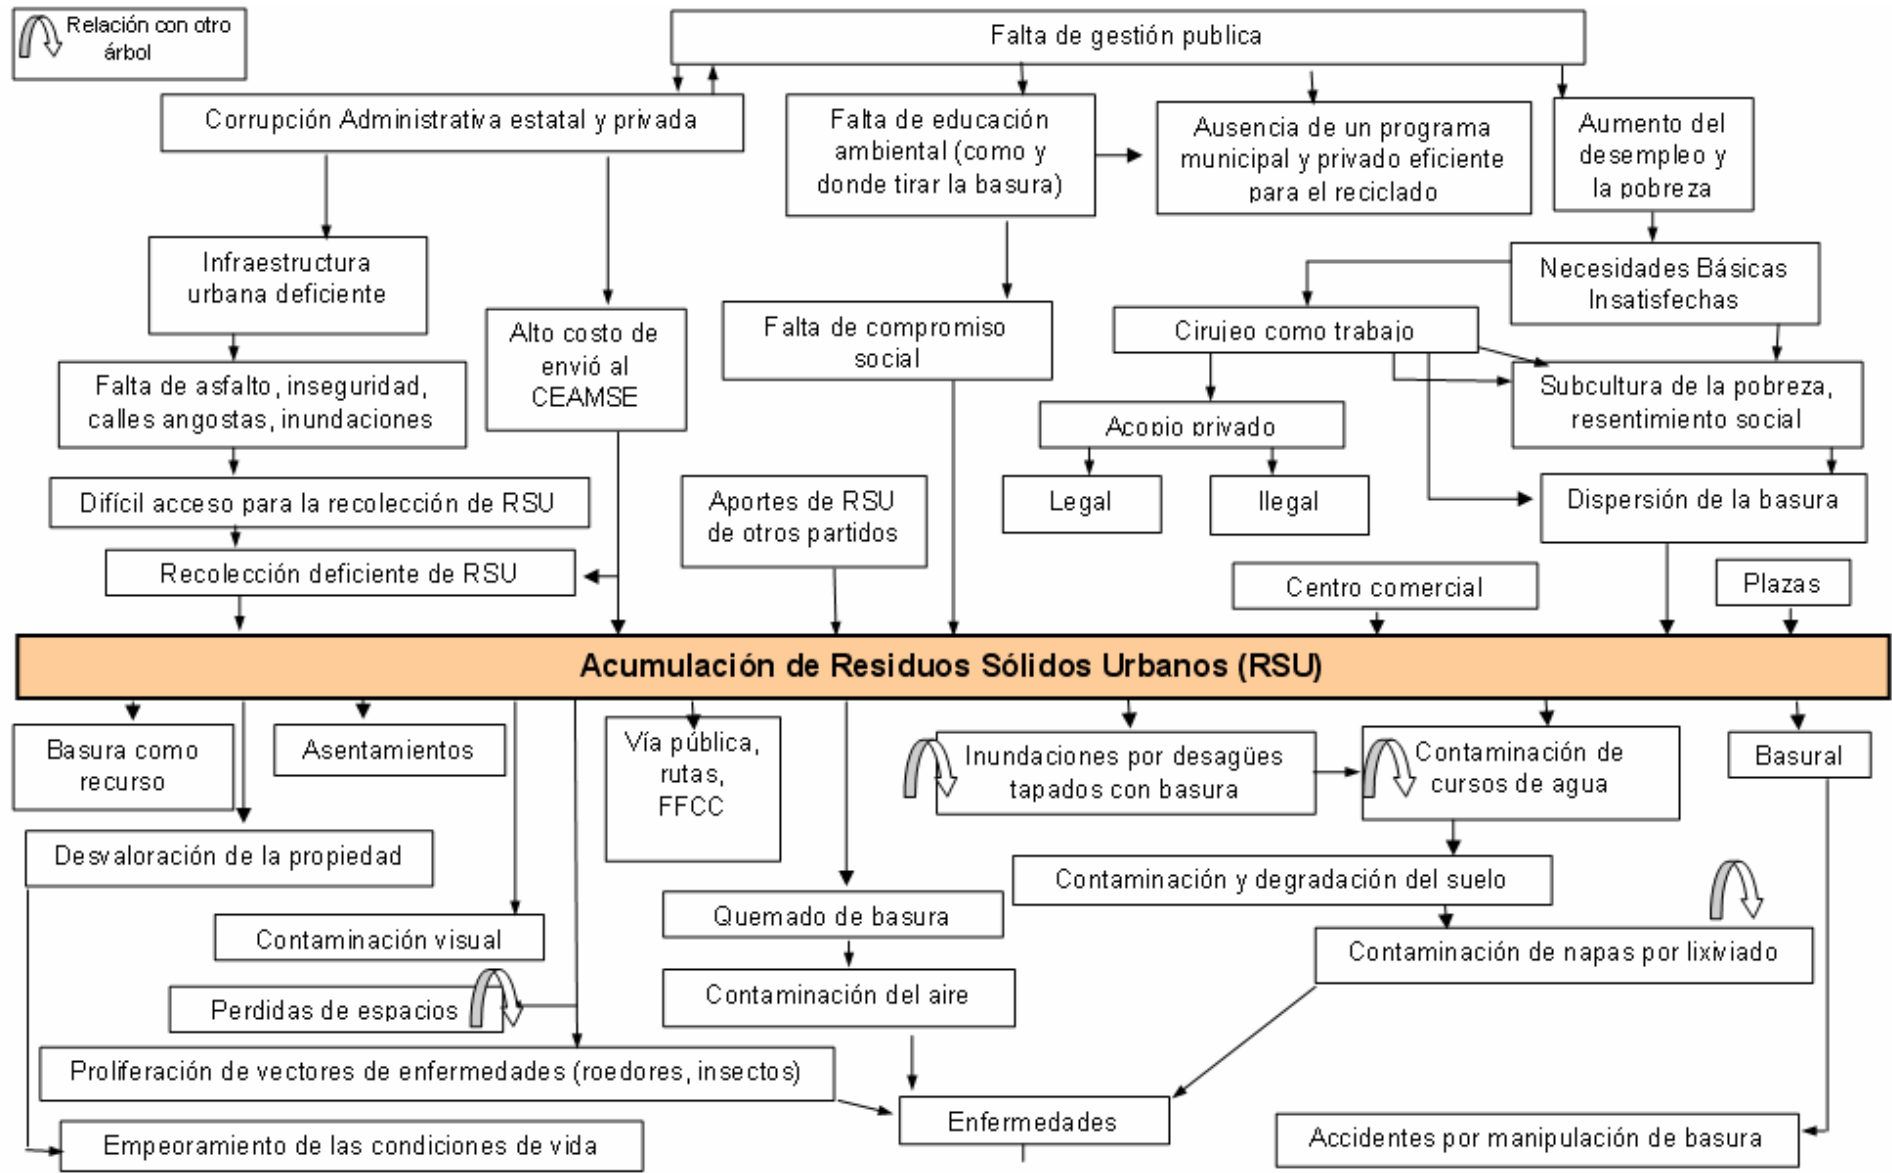 Relación con otro
árbol
Falta de gestión publica
Corrupción Administrativa estatal y privada
Falta de educación
ambiental (como y
donde tirar la basura)
Ausencia de un programa
municipal y privado eficiente
para el reciclado
Aumento del
desempleo y
la pobreza
Infraestructura
urbana deficiente
Necesidades Básicas
Insatisfechas
Alto costo de
envió al
CEAMSE
Falta de compromiso
social
Cirujeo como trabajo
Falta de asfalto, inseguridad,
calles angostas, inundaciones
Subcultura de la pobreza,
resentimiento social
Acopio privado
Difícil acceso para la recolección de RSU
Aportes de RSU
de otros partidos
Legal
Ilegal
Dispersión de la basura
Recolección deficiente de RSU
Centro comercial
Plazas
Acumulación de Residuos Sólidos Urbanos (RSU)
Basura como
recurso
Asentamientos
Vía pública,
rutas,
FFCC
Inundaciones por desagües
tapados con basura
Contaminación de
cursos de agua
Basural
Desvaloración de la propiedad
Contaminación y degradación del suelo
Quemado de basura
Contaminación visual
Contaminación de napas por lixiviado
Perdidas de espacios
Contaminación del aire
Proliferación de vectores de enfermedades (roedores, insectos)
Enfermedades
Empeoramiento de las condiciones de vida
Accidentes por manipulación de basura